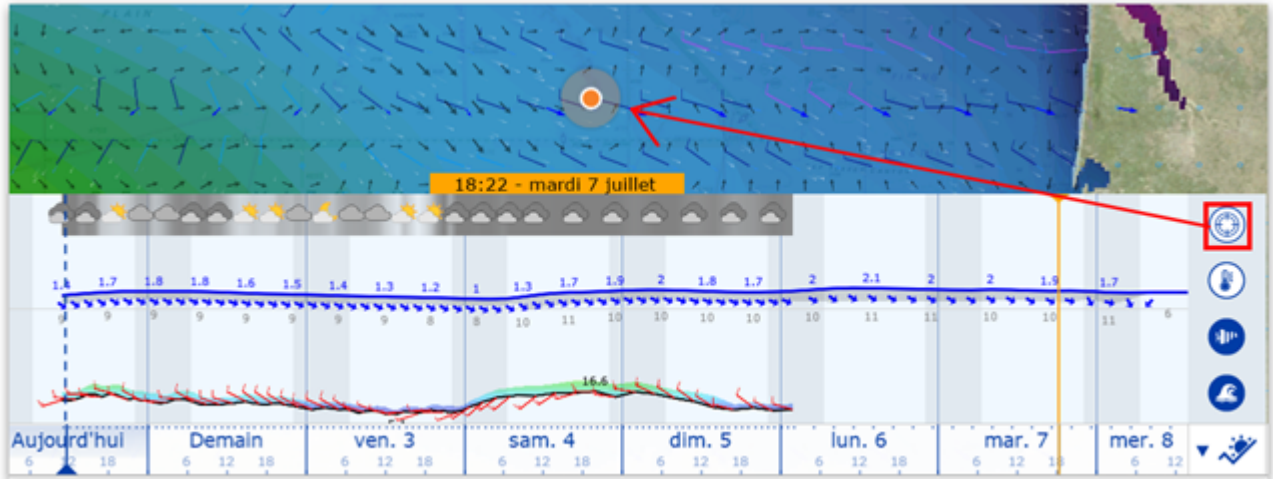 18:22 - mardi 7 juillet
1.4 1.7 1.8 1.8 1.6 1.5 1.4 1.3 1.2 1 1.3 1.7 1.9 2 1.8 1.7 2 2.1 2 2 1.9 1.7
9 9 9 9 9 9 9 9 8 8 10 11 10 10 10 10 10 11 11 10 10 11 6
16.6
Aujourd'hui Demain ven. 3 sam. 4 dim. 5 lun. 6 mar. 7 mer. 8
6 12 18 6 12 18 6 12 18 6 12 18 6 12 18 6 12 18 6 12 18 6 12